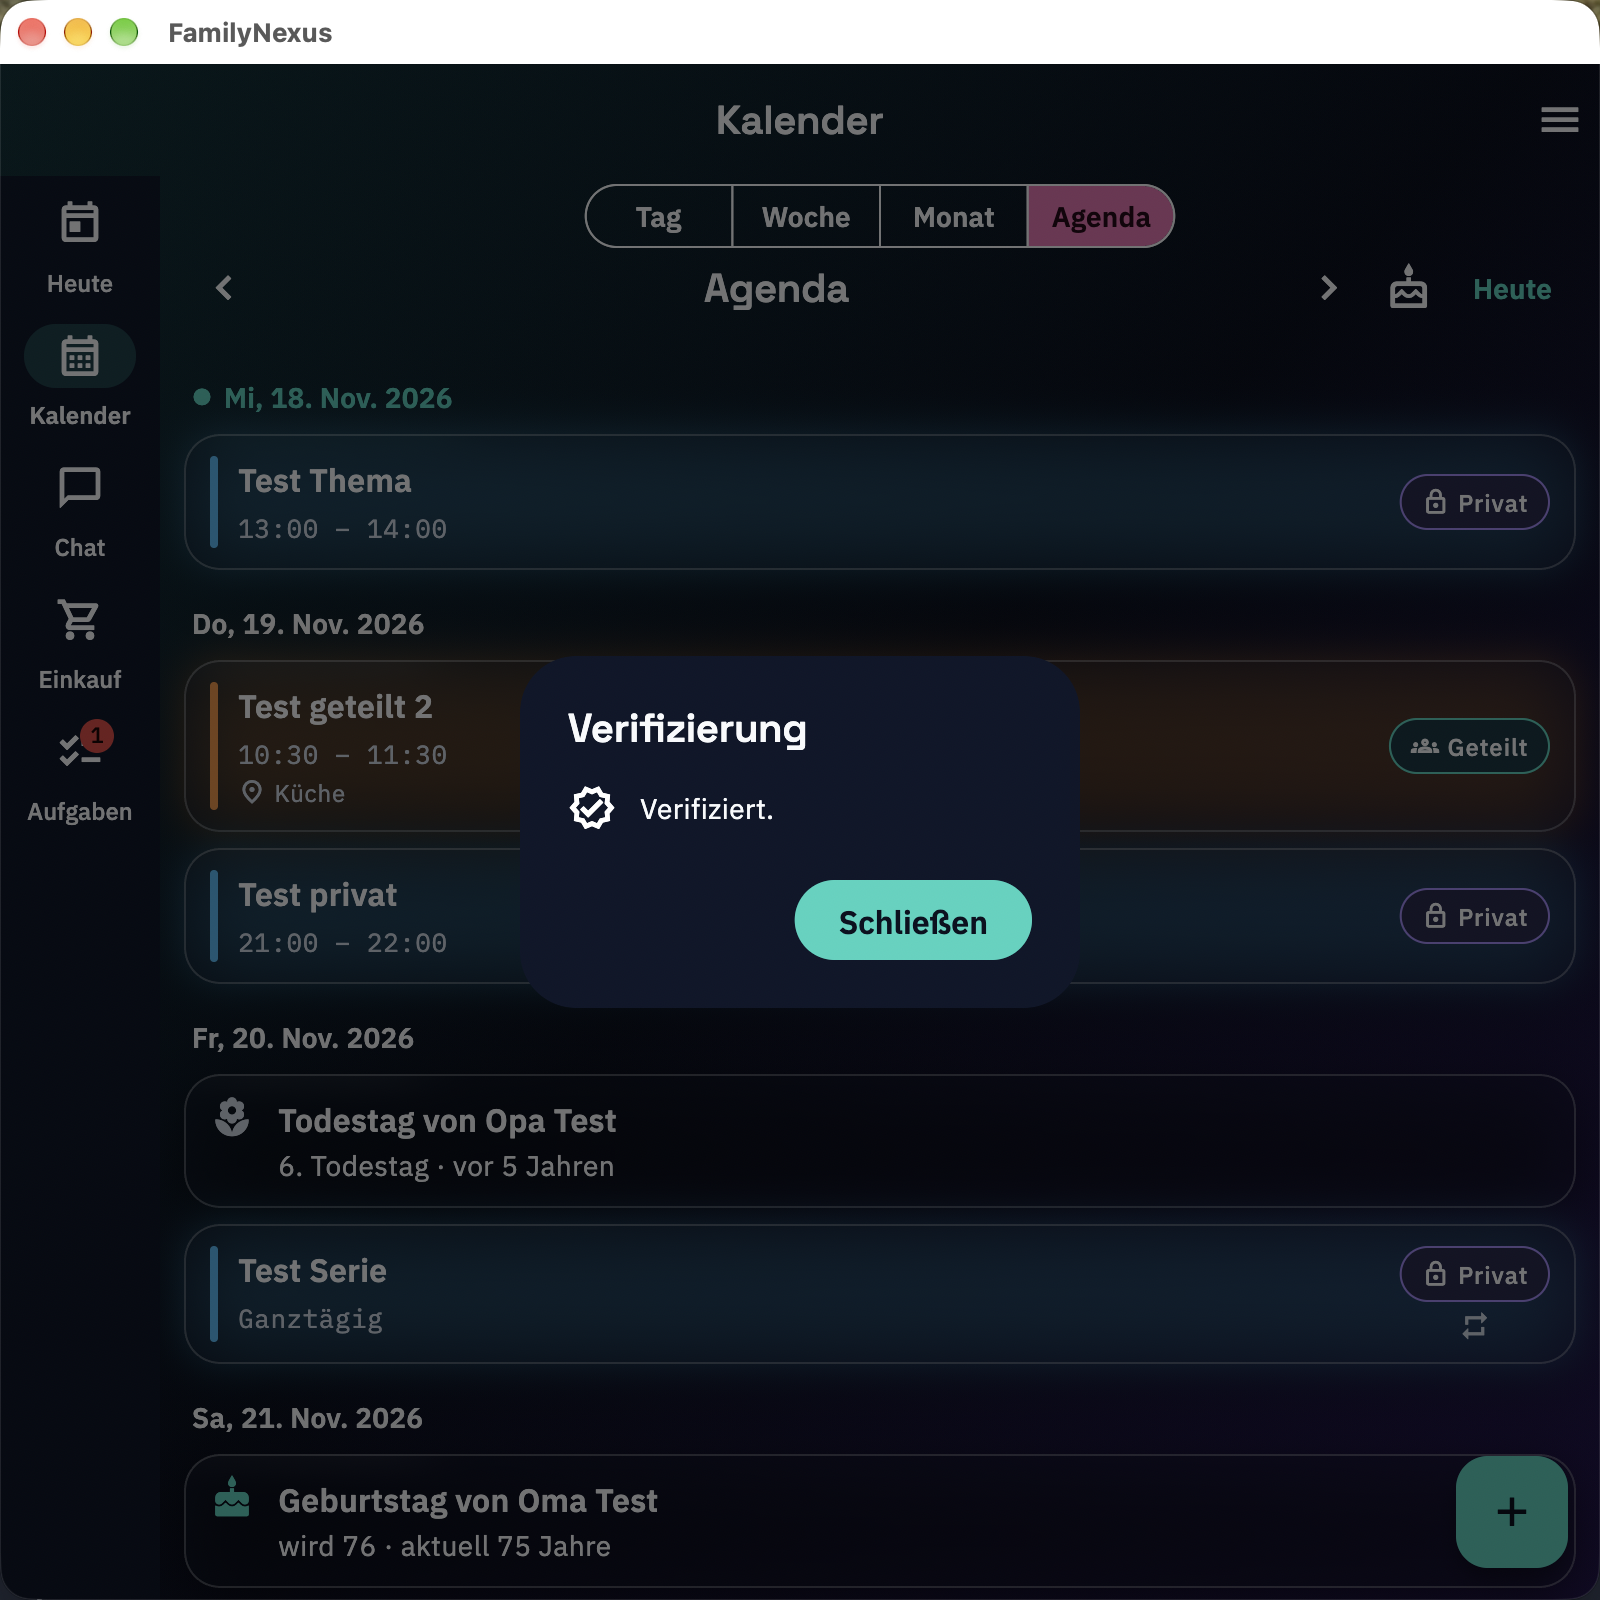 FamilyNexus
Kalender
Tag Woche Monat Agenda
Agenda
Heute
Heute
Kalender
Chat
Einkauf
1
Aufgaben
Mi, 18. Nov. 2026
Test Thema
13:00 – 14:00
Privat
Do, 19. Nov. 2026
Test geteilt 2
10:30 – 11:30
Küche
Geteilt
Test privat
21:00 – 22:00
Privat
Verifizierung
Verifiziert.
Schließen
Fr, 20. Nov. 2026
Todestag von Opa Test
6. Todestag · vor 5 Jahren
Test Serie
Ganztägig
Privat
Sa, 21. Nov. 2026
Geburtstag von Oma Test
wird 76 · aktuell 75 Jahre
+